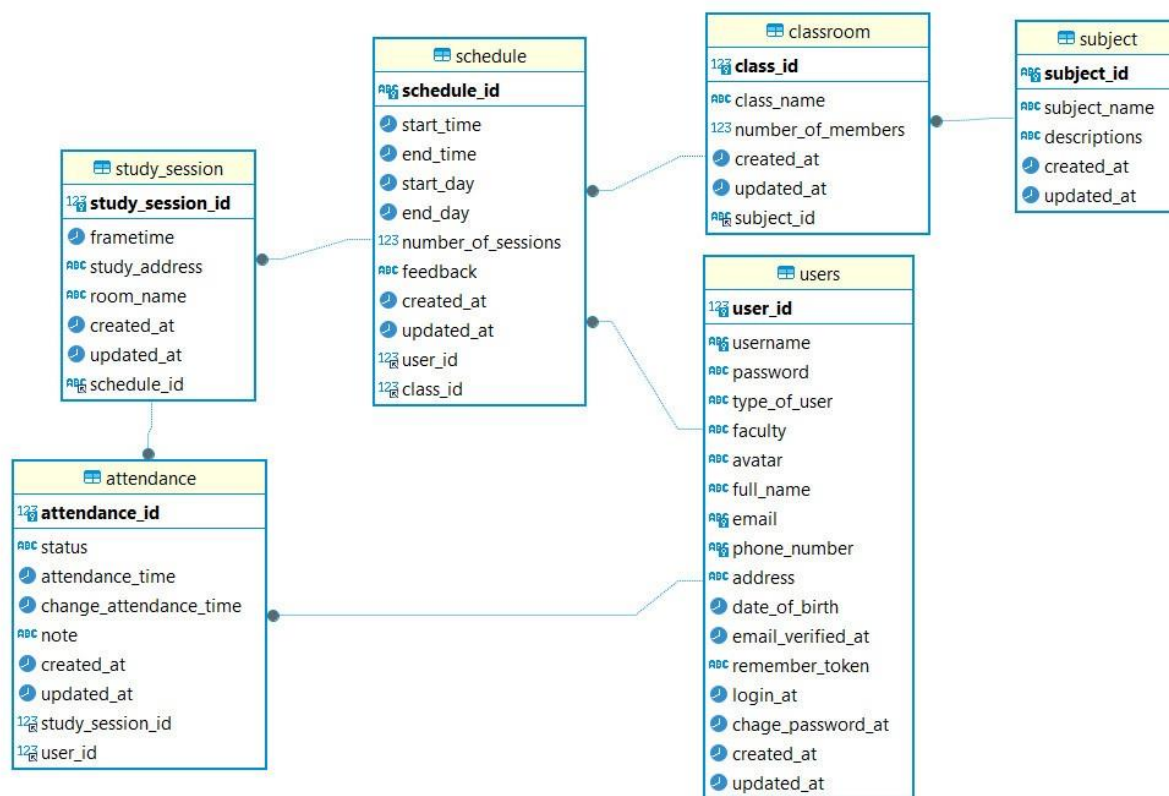 study_session
study_session_id
frametime
study_address
room_name
created_at
updated_at
schedule_id
schedule
schedule_id
start_time
end_time
start_day
end_day
number_of_sessions
feedback
created_at
updated_at
user_id
class_id
classroom
class_id
class_name
number_of_members
created_at
updated_at
subject_id
subject
subject_id
subject_name
descriptions
created_at
updated_at
attendance
attendance_id
status
attendance_time
change_attendance_time
note
created_at
updated_at
study_session_id
user_id
users
user_id
username
password
type_of_user
faculty
avatar
full_name
email
phone_number
address
date_of_birth
email_verified_at
remember_token
login_at
chage_password_at
created_at
updated_at